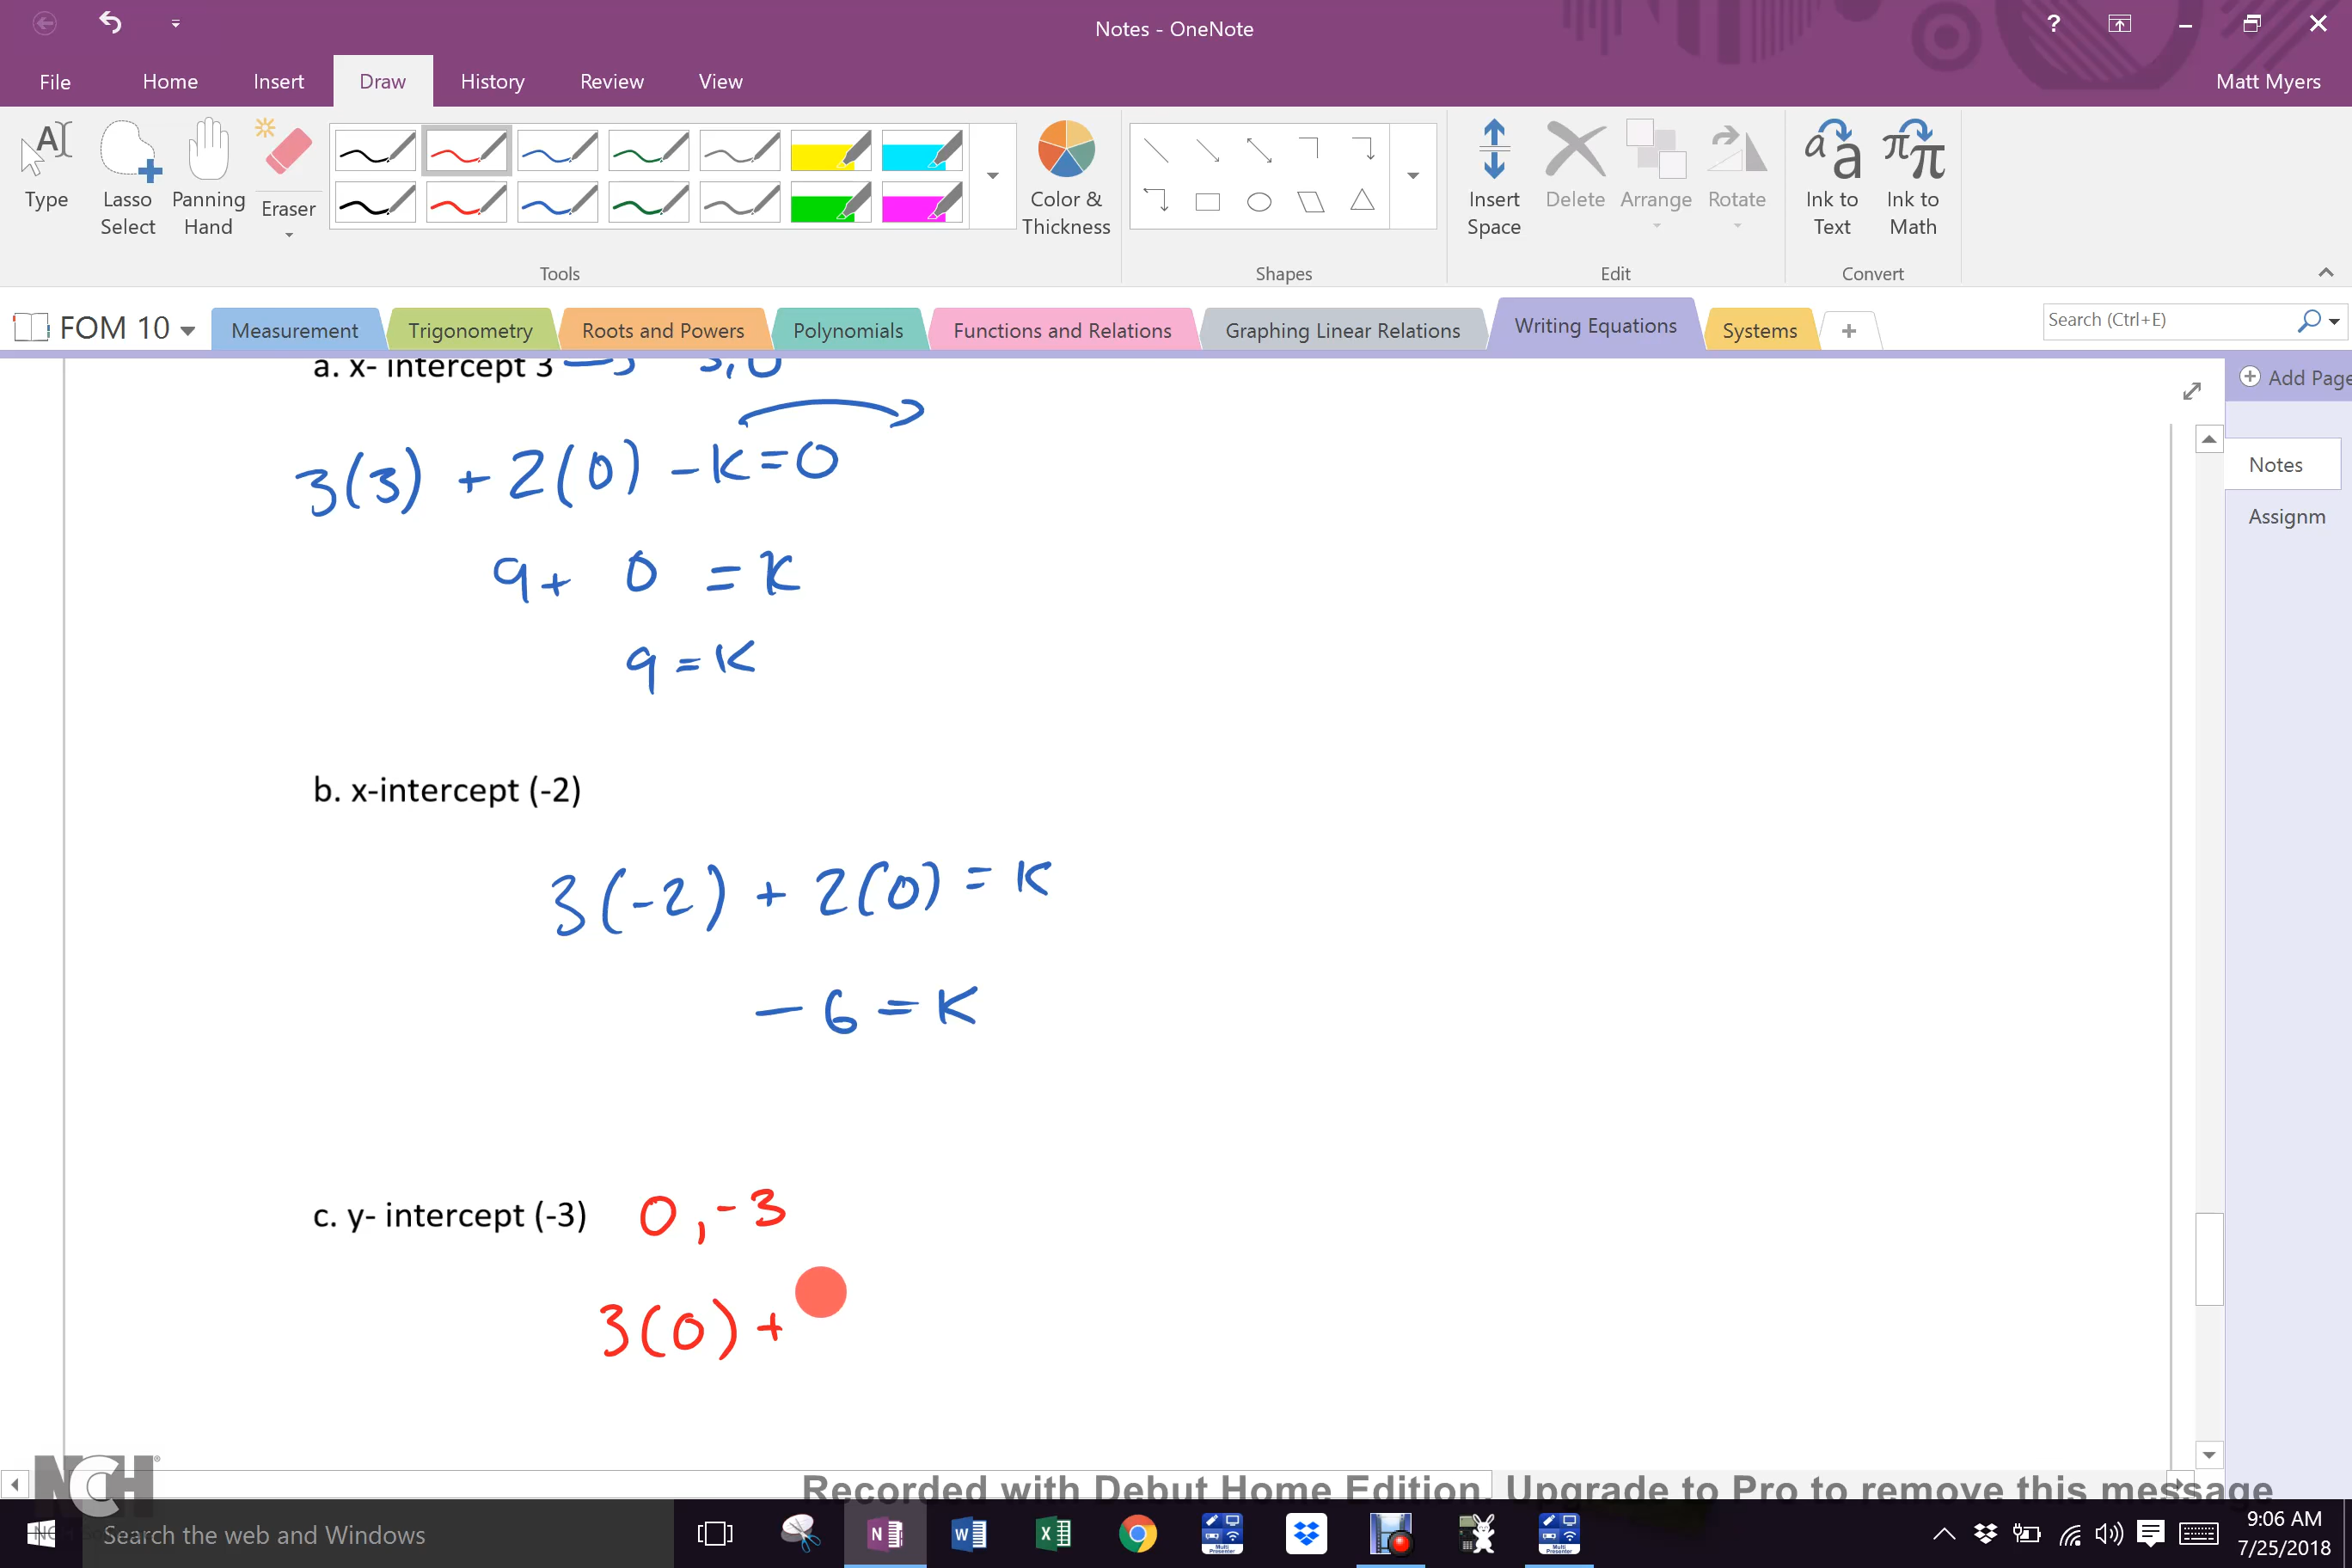 Notes - OneNote
?
File Home Insert Draw History Review View
Matt Myers
Type
Lasso Select
Panning Hand
Eraser
Color & Thickness
Insert Space
Delete
Arrange
Rotate
Ink to Text
Ink to Math
Tools
Shapes
Edit
Convert
FOM 10
Measurement
Trigonometry
Roots and Powers
Polynomials
Functions and Relations
Graphing Linear Relations
Writing Equations
Systems
+
Search (Ctrl+E)
Add Page
Notes
Assignm
a. x- intercept 3 → 3, 0
3(3) + 2(0) - K = 0
9 + 0 = K
9 = K
b. x-intercept (-2)
3(-2) + 2(0) = K
- 6 = K
c. y- intercept (-3) 0, -3
3(0) +
NCH
Recorded with Debut Home Edition. Upgrade to Pro to remove this message
Search the web and Windows
9:06 AM
7/25/2018